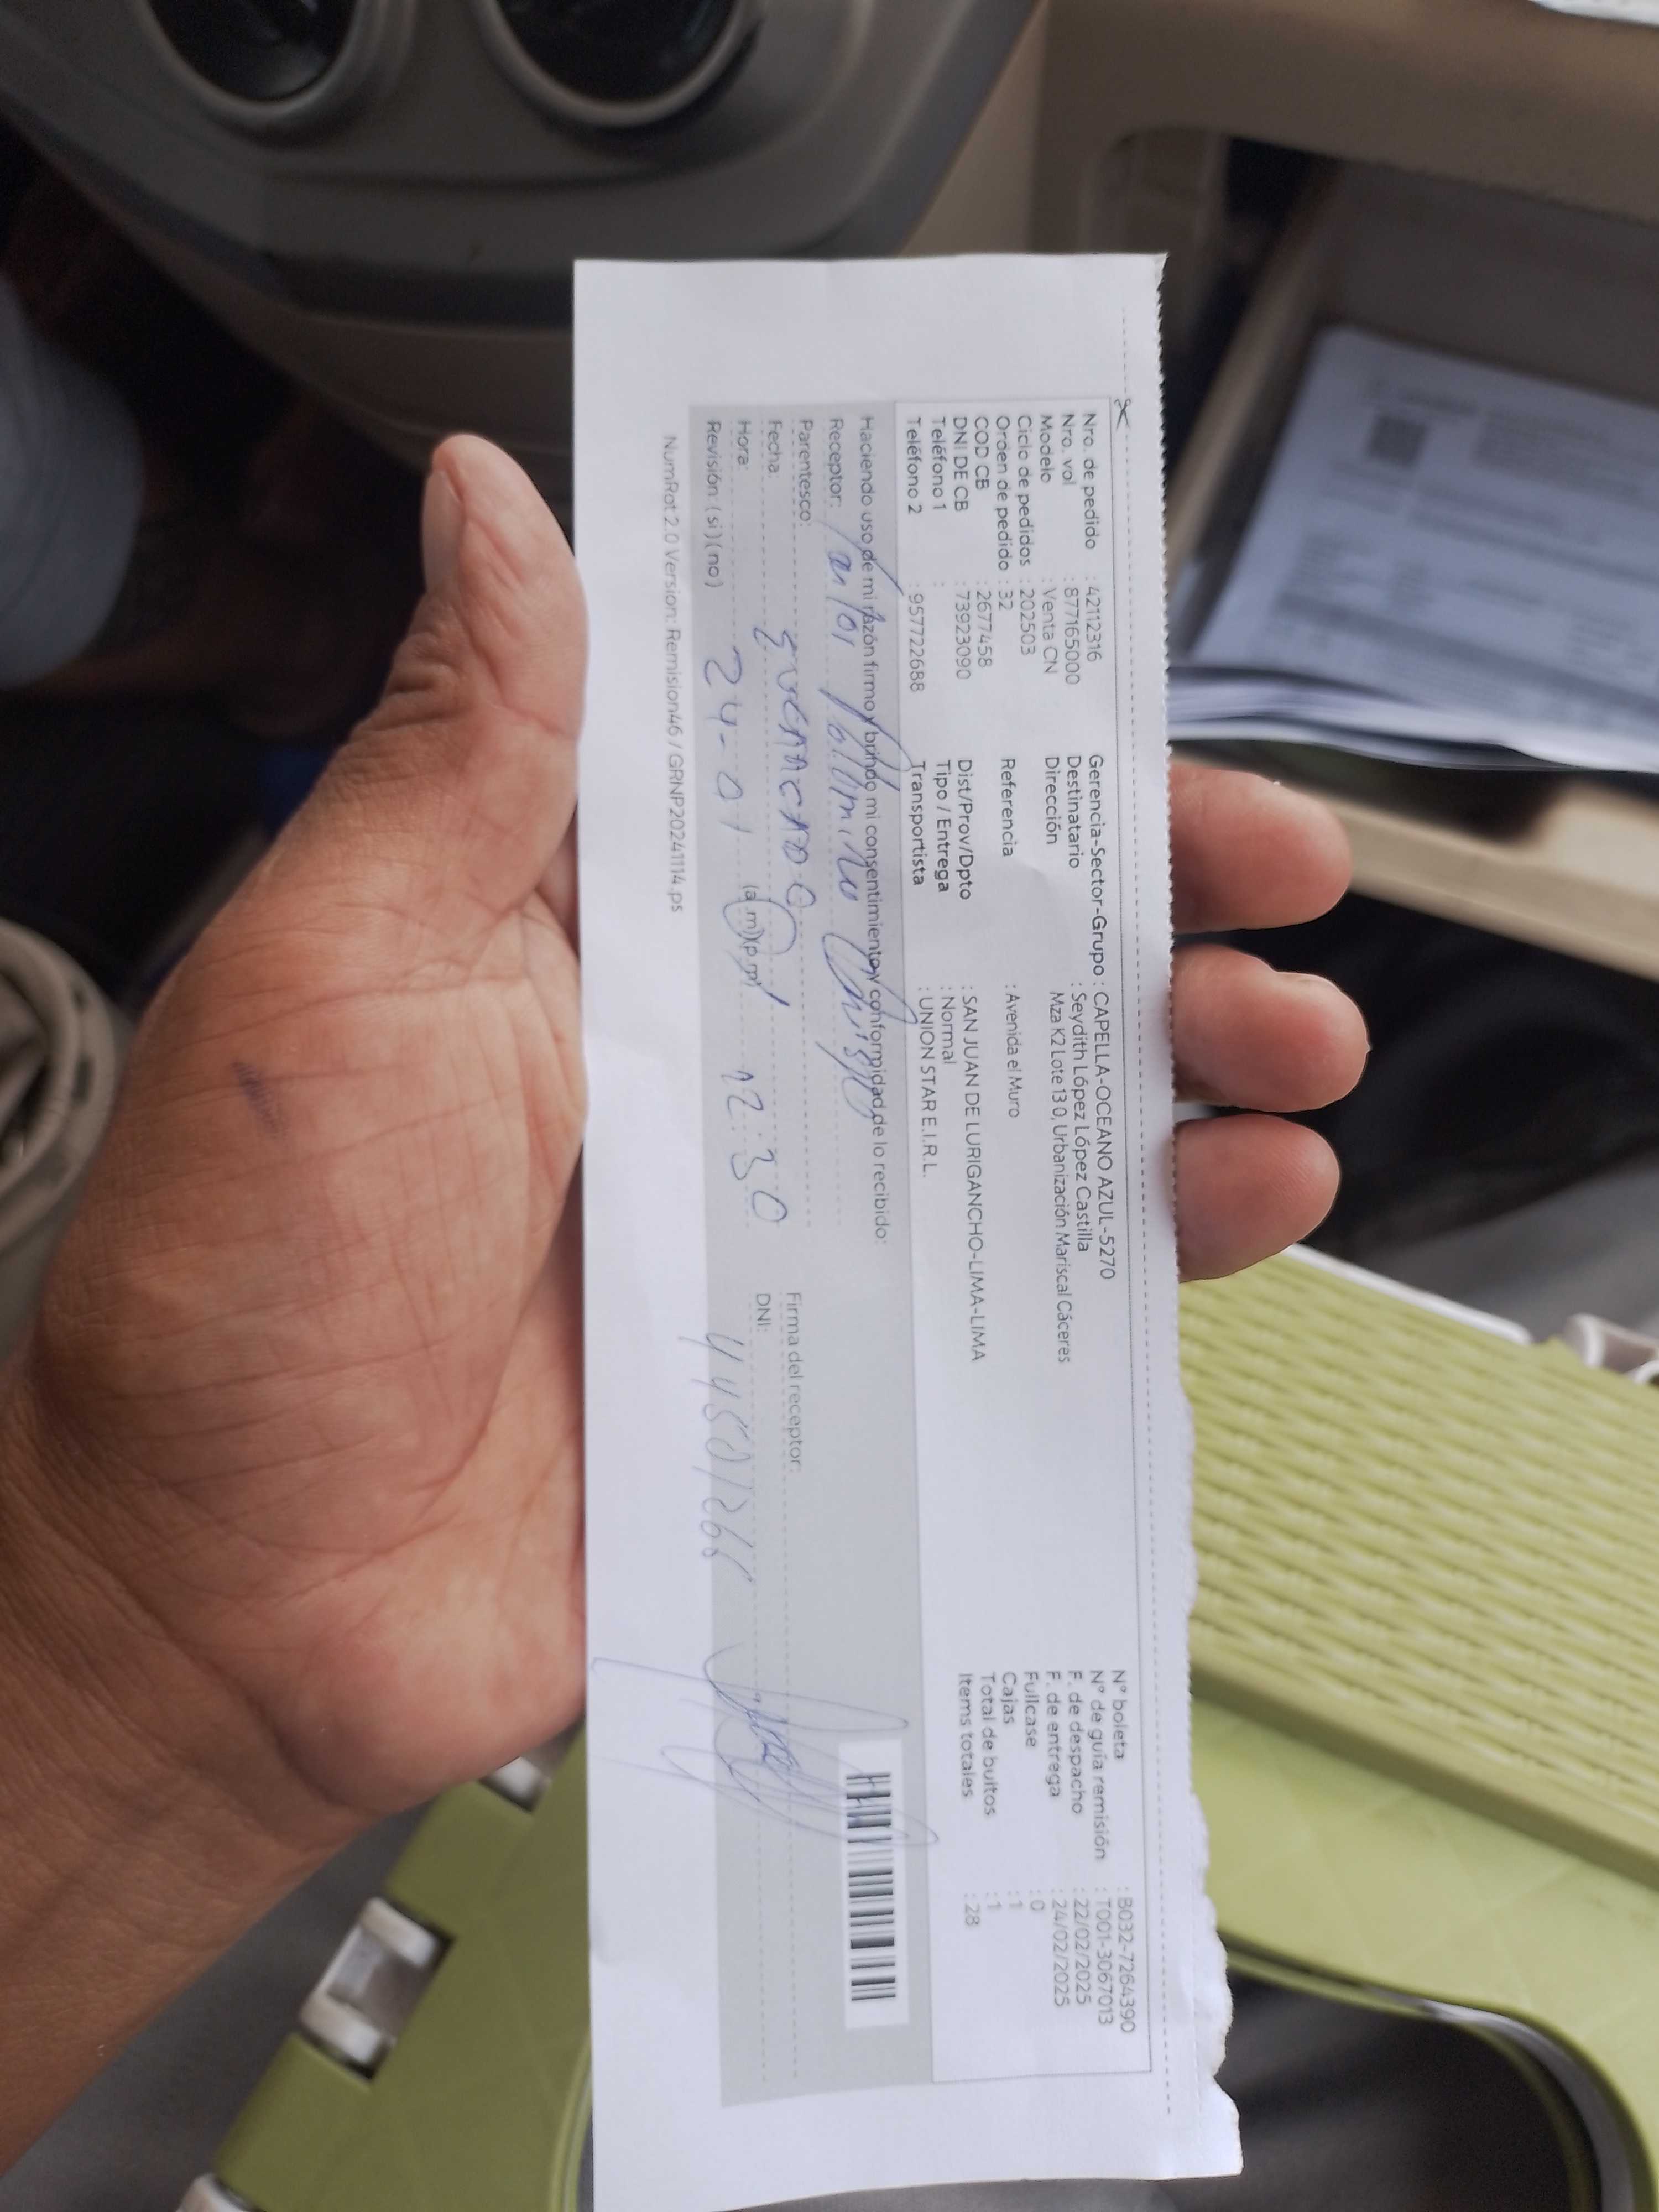 Nro. de pedido : 42112316
Nro. vol : 877165000
Modelo : Venta CN
Ciclo de pedidos : 202503
Orden de pedido : 32
COD CB : 2677458
DNI DE CB : 73923090
Teléfono 1 :
Teléfono 2 : 957722688
Gerencia-Sector-Grupo : CAPELLA-OCEANO AZUL-5270
Destinatario : Seydith López López Castilla
Dirección Mza K2 Lote 13 0, Urbanización Mariscal Cáceres
Referencia : Avenida el Muro
Dist/Prov/Dpto : SAN JUAN DE LURIGANCHO-LIMA-LIMA
Tipo / Entrega : Normal
Transportista : UNION STAR E.I.R.L.
N° boleta : B032-7264390
N° de guía remisión : T001-3067013
F. de despacho : 22/02/2025
F. de entrega : 24/02/2025
Fullcase : 0
Cajas : 1
Total de bultos : 1
Items totales : 28
Haciendo uso de mi razón firmo y brindo mi consentimiento y conformidad de lo recibido:
Receptor:
Parentesco:
Fecha:
Hora: (a.m)(p.m) 12:30
Revisión: (si) (no)
Firma del receptor:
DNI:
NumRot 2.0 Version: Remision46 / GRNP20241114.ps